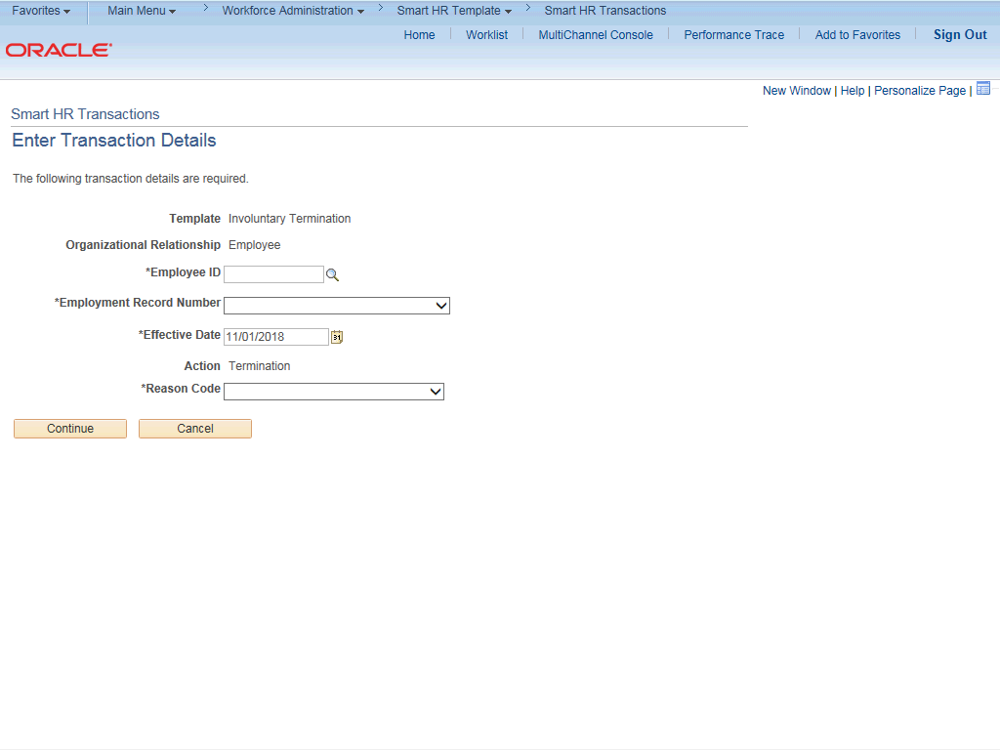 Favorites Main Menu > Workforce Administration > Smart HR Template > Smart HR Transactions
Home Worklist MultiChannel Console Performance Trace Add to Favorites Sign Out
ORACLE
New Window | Help | Personalize Page |
Smart HR Transactions
Enter Transaction Details
The following transaction details are required.
Template Involuntary Termination
Organizational Relationship Employee
*Employee ID
*Employment Record Number
*Effective Date 11/01/2018 31
Action Termination
*Reason Code
Continue Cancel